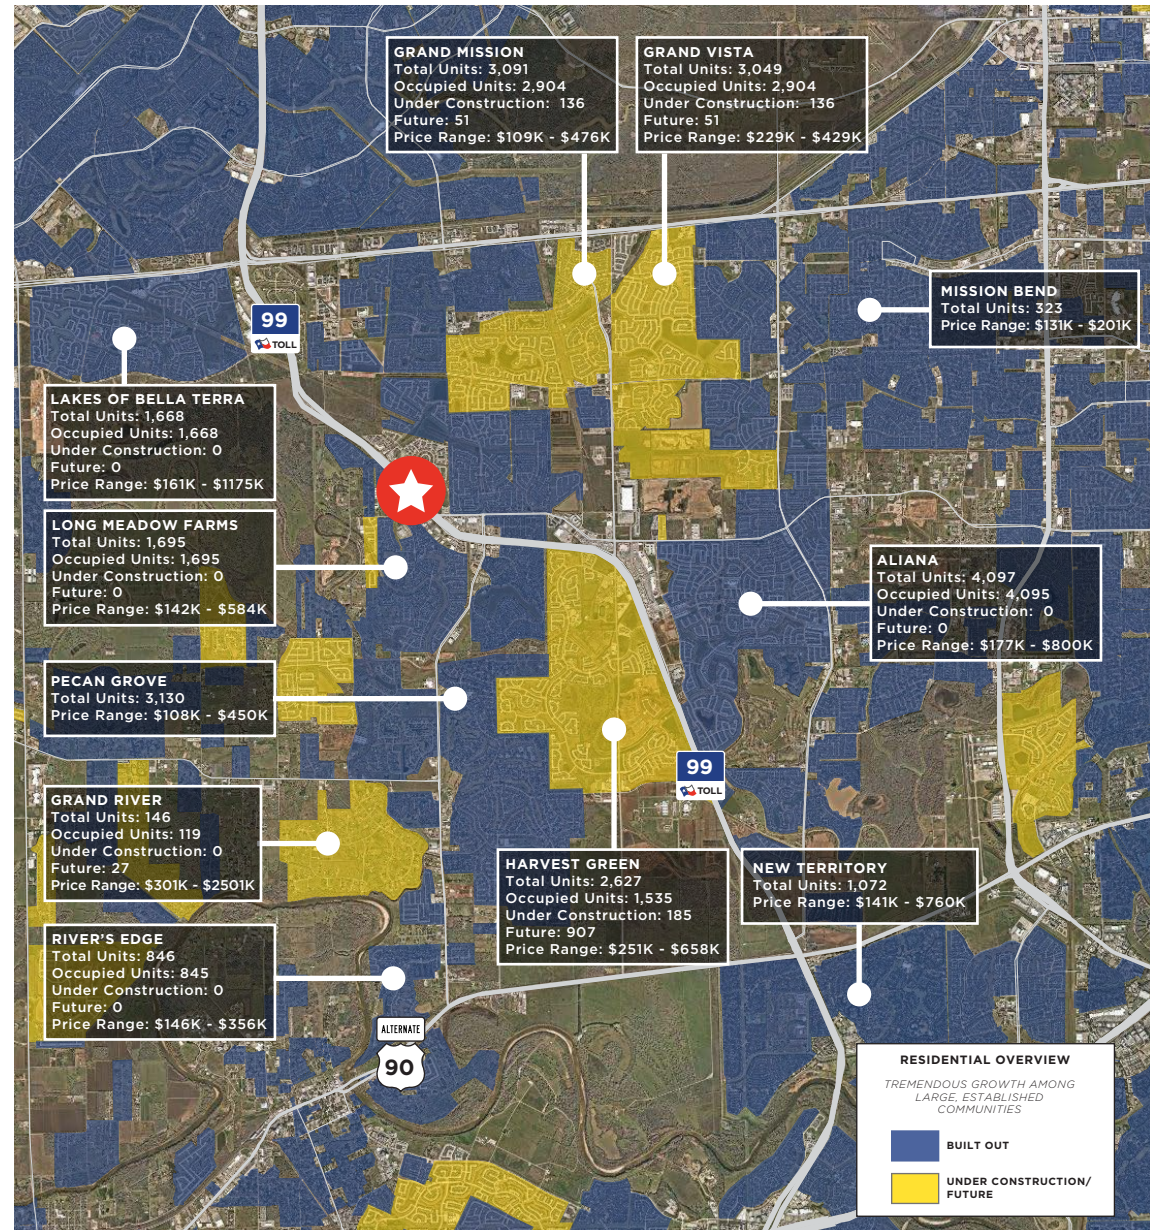 GRAND MISSION
Total Units: 3,091
Occupied Units: 2,904
Under Construction: 136
Future: 51
Price Range: $109K - $476K
GRAND VISTA
Total Units: 3,049
Occupied Units: 2,904
Under Construction: 136
Future: 51
Price Range: $229K - $429K
MISSION BEND
Total Units: 323
Price Range: $131K - $201K
99
TOLL
LAKES OF BELLA TERRA
Total Units: 1,668
Occupied Units: 1,668
Under Construction: 0
Future: 0
Price Range: $161K - $1175K
LONG MEADOW FARMS
Total Units: 1,695
Occupied Units: 1,695
Under Construction: 0
Future: 0
Price Range: $142K - $584K
ALIANA
Total Units: 4,097
Occupied Units: 4,095
Under Construction: 0
Future: 0
Price Range: $177K - $800K
PECAN GROVE
Total Units: 3,130
Price Range: $108K - $450K
99
TOLL
GRAND RIVER
Total Units: 146
Occupied Units: 119
Under Construction: 0
Future: 27
Price Range: $301K - $2501K
HARVEST GREEN
Total Units: 2,627
Occupied Units: 1,535
Under Construction: 185
Future: 907
Price Range: $251K - $658K
NEW TERRITORY
Total Units: 1,072
Price Range: $141K - $760K
RIVER'S EDGE
Total Units: 846
Occupied Units: 845
Under Construction: 0
Future: 0
Price Range: $146K - $356K
ALTERNATE
90
RESIDENTIAL OVERVIEW
TREMENDOUS GROWTH AMONG
LARGE, ESTABLISHED
COMMUNITIES
BUILT OUT
UNDER CONSTRUCTION/
FUTURE